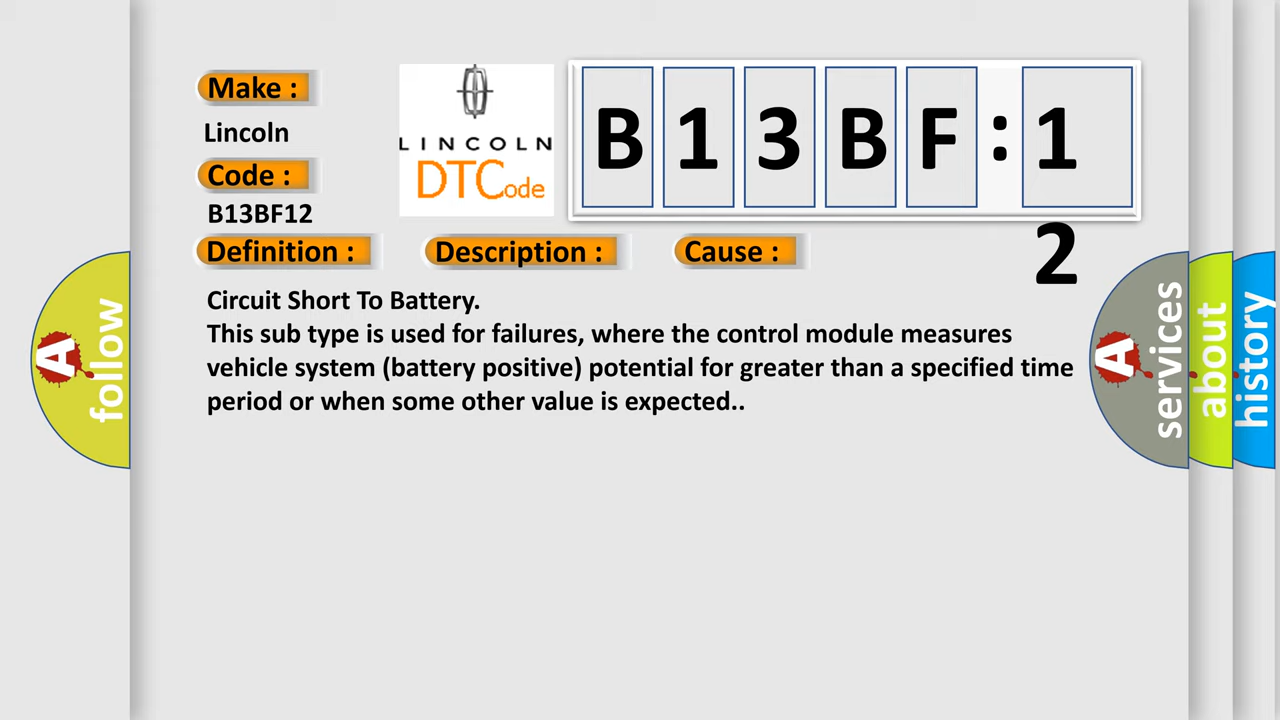 Make :
Lincoln
Code :
B13BF12
LINCOLN
DTCode
B13BF:1
2
Definition :
Description :
Cause :
Circuit Short To Battery.
This sub type is used for failures, where the control module measures
vehicle system (battery positive) potential for greater than a specified time
period or when some other value is expected..
A
follow
A
services
about
history